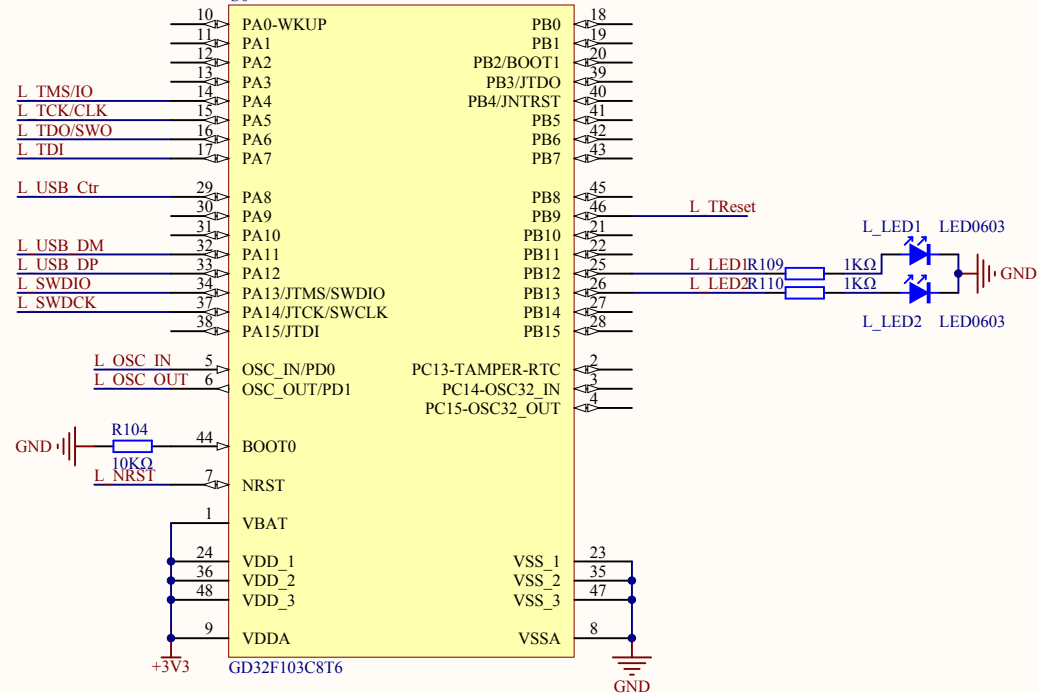 10 PA0-WKUP PB0 18
11 PA1 PB1 19
12 PA2 PB2/BOOT1 20
13 PA3 PB3/JTDO 39
L_TMS/IO 14 PA4 PB4/JNTRST 40
L_TCK/CLK 15 PA5 PB5 41
L_TDO/SWO 16 PA6 PB6 42
L_TDI 17 PA7 PB7 43
L_USB_Ctr 29 PA8 PB8 45
30 PA9 PB9 46 L_TReset
31 PA10 PB10 21
L_LED1 LED0603
L_USB_DM 32 PA11 PB11 22
L_USB_DP 33 PA12 PB12 25 L_LED1 R109 1KΩ GND
L_SWDIO 34 PA13/JTMS/SWDIO PB13 26 L_LED2 R110 1KΩ
L_SWDCK 37 PA14/JTCK/SWCLK PB14 27
L_LED2 LED0603
38 PA15/JTDI PB15 28
L_OSC_IN 5 OSC_IN/PD0 PC13-TAMPER-RTC 2
L_OSC_OUT 6 OSC_OUT/PD1 PC14-OSC32_IN 3
PC15-OSC32_OUT 4
R104
GND 44 BOOT0
10KΩ
L_NRST 7 NRST
1 VBAT
24 VDD_1 VSS_1 23
36 VDD_2 VSS_2 35
48 VDD_3 VSS_3 47
9 VDDA VSSA 8
+3V3 GD32F103C8T6
GND